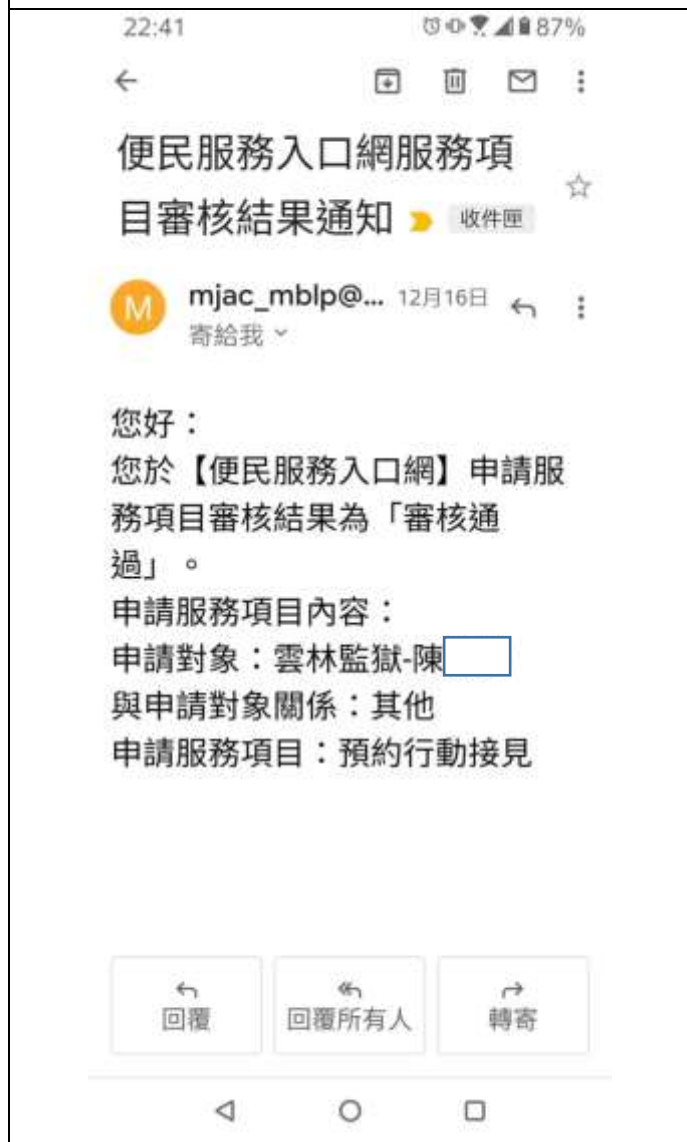 22:41 87%
便民服務入口網服務項
目審核結果通知 收件匣
M mjac_mblp@... 12月16日
寄給我
您好：
您於【便民服務入口網】申請服
務項目審核結果為「審核通
過」。
申請服務項目內容：
申請對象：雲林監獄-陳
與申請對象關係：其他
申請服務項目：預約行動接見
回覆 回覆所有人 轉寄